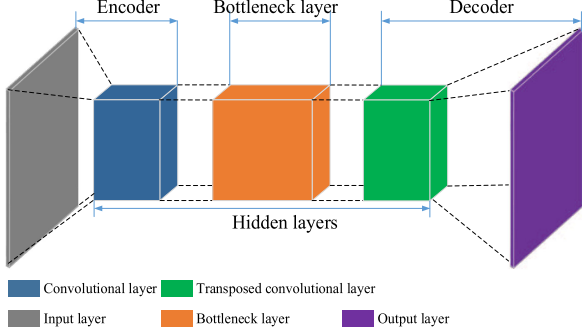 Encoder Bottleneck layer Decoder
Hidden layers
Convolutional layer Transposed convolutional layer
Input layer Bottleneck layer Output layer